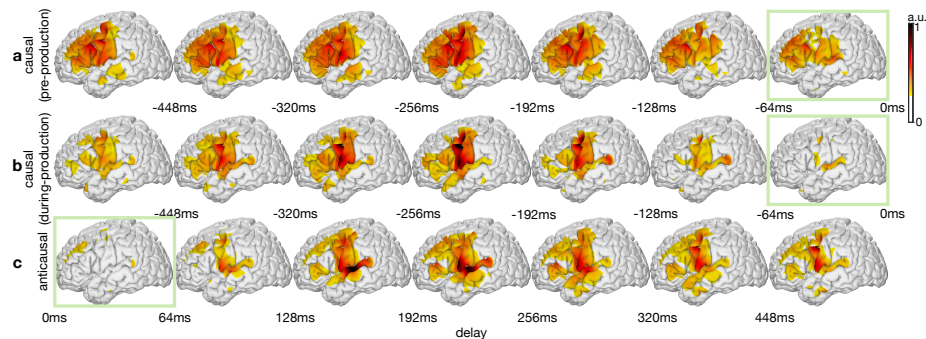 a.u.
1
0
a causal (pre-production)
-448ms -320ms -256ms -192ms -128ms -64ms 0ms
b causal (during-production)
-448ms -320ms -256ms -192ms -128ms -64ms 0ms
c anticausal
0ms 64ms 128ms 192ms 256ms 320ms 448ms
delay